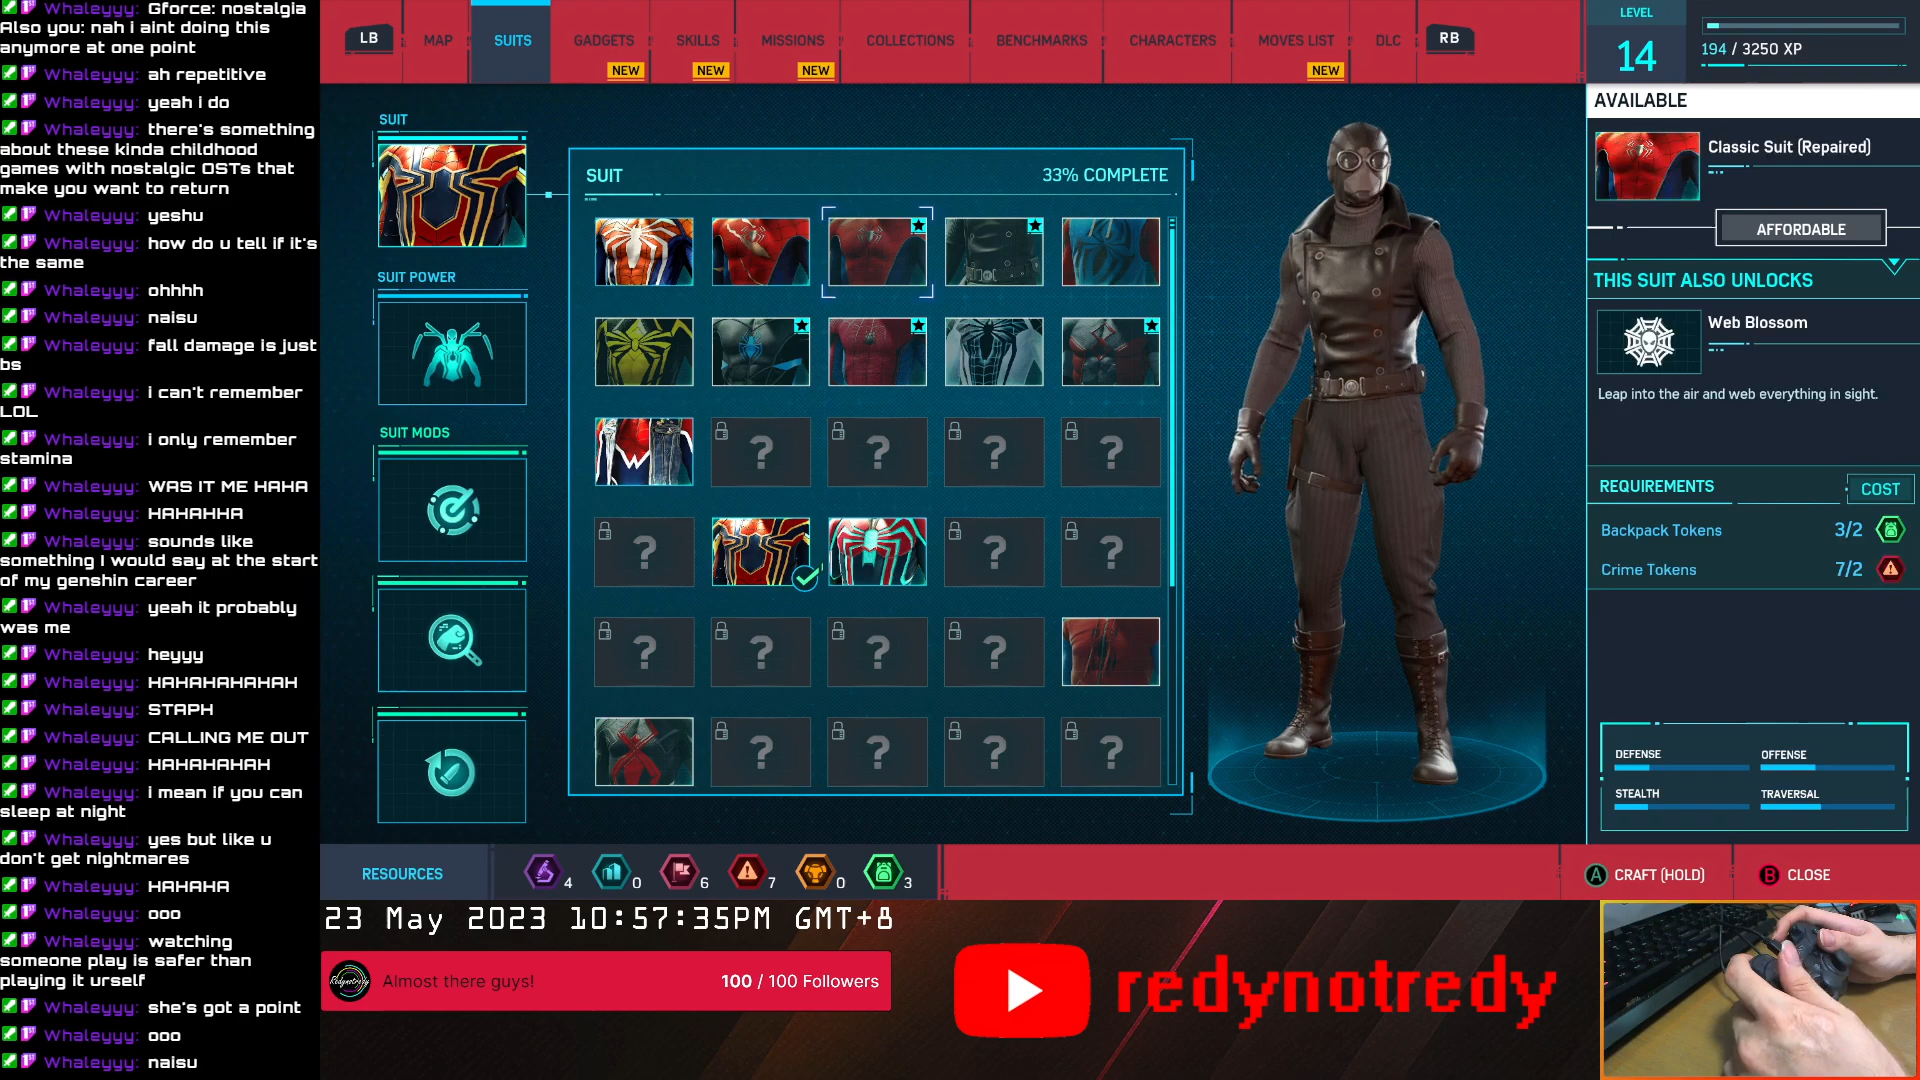 Whaleyyy: Gforce: nostalgia
Also you: nah i aint doing this
anymore at one point
Whaleyyy: ah repetitive
Whaleyyy: yeah i do
Whaleyyy: there's something
about these kinda childhood
games with nostalgic OSTs that
make you want to return
Whaleyyy: yeshu
Whaleyyy: how do u tell if it's
the same
Whaleyyy: ohhhh
Whaleyyy: naisu
Whaleyyy: fall damage is just
bs
Whaleyyy: i can't remember
LOL
Whaleyyy: i only remember
stamina
Whaleyyy: WAS IT ME HAHA
Whaleyyy: HAHAHHA
Whaleyyy: sounds like
something I would say at the start
of my genshin career
Whaleyyy: yeah it probably
was me
Whaleyyy: heyyy
Whaleyyy: HAHAHAHAHAH
Whaleyyy: STAPH
Whaleyyy: CALLING ME OUT
Whaleyyy: HAHAHAHAH
Whaleyyy: i mean if you can
sleep at night
Whaleyyy: yes but like u
don't get nightmares
Whaleyyy: HAHAHA
Whaleyyy: ooo
Whaleyyy: watching
someone play is safer than
playing it urself
Whaleyyy: she's got a point
Whaleyyy: ooo
Whaleyyy: naisu
LB MAP SUITS GADGETS SKILLS MISSIONS COLLECTIONS BENCHMARKS CHARACTERS MOVES LIST DLC RB
NEW NEW NEW NEW
LEVEL
14
194 / 3250 XP
SUIT
SUIT POWER
SUIT MODS
SUIT 33% COMPLETE
? ? ? ?
? ? ?
? ? ? ?
? ? ? ?
AVAILABLE
Classic Suit (Repaired)
AFFORDABLE
THIS SUIT ALSO UNLOCKS
Web Blossom
Leap into the air and web everything in sight.
REQUIREMENTS COST
Backpack Tokens 3/2
Crime Tokens 7/2
DEFENSE OFFENSE
STEALTH TRAVERSAL
RESOURCES 4 0 6 7 0 3
A CRAFT (HOLD) B CLOSE
23 May 2023 10:57:35PM GMT+8
Redynotredy Almost there guys! 100 / 100 Followers
redynotredy